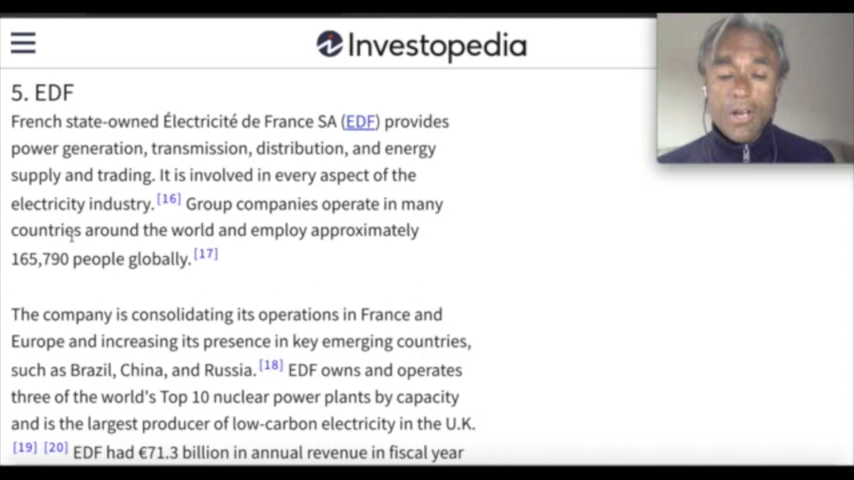 Investopedia
5. EDF
French state-owned Électricité de France SA (EDF) provides
power generation, transmission, distribution, and energy
supply and trading. It is involved in every aspect of the
electricity industry. [16] Group companies operate in many
countries around the world and employ approximately
165,790 people globally. [17]
The company is consolidating its operations in France and
Europe and increasing its presence in key emerging countries,
such as Brazil, China, and Russia. [18] EDF owns and operates
three of the world's Top 10 nuclear power plants by capacity
and is the largest producer of low-carbon electricity in the U.K.
[19] [20] EDF had €71.3 billion in annual revenue in fiscal year